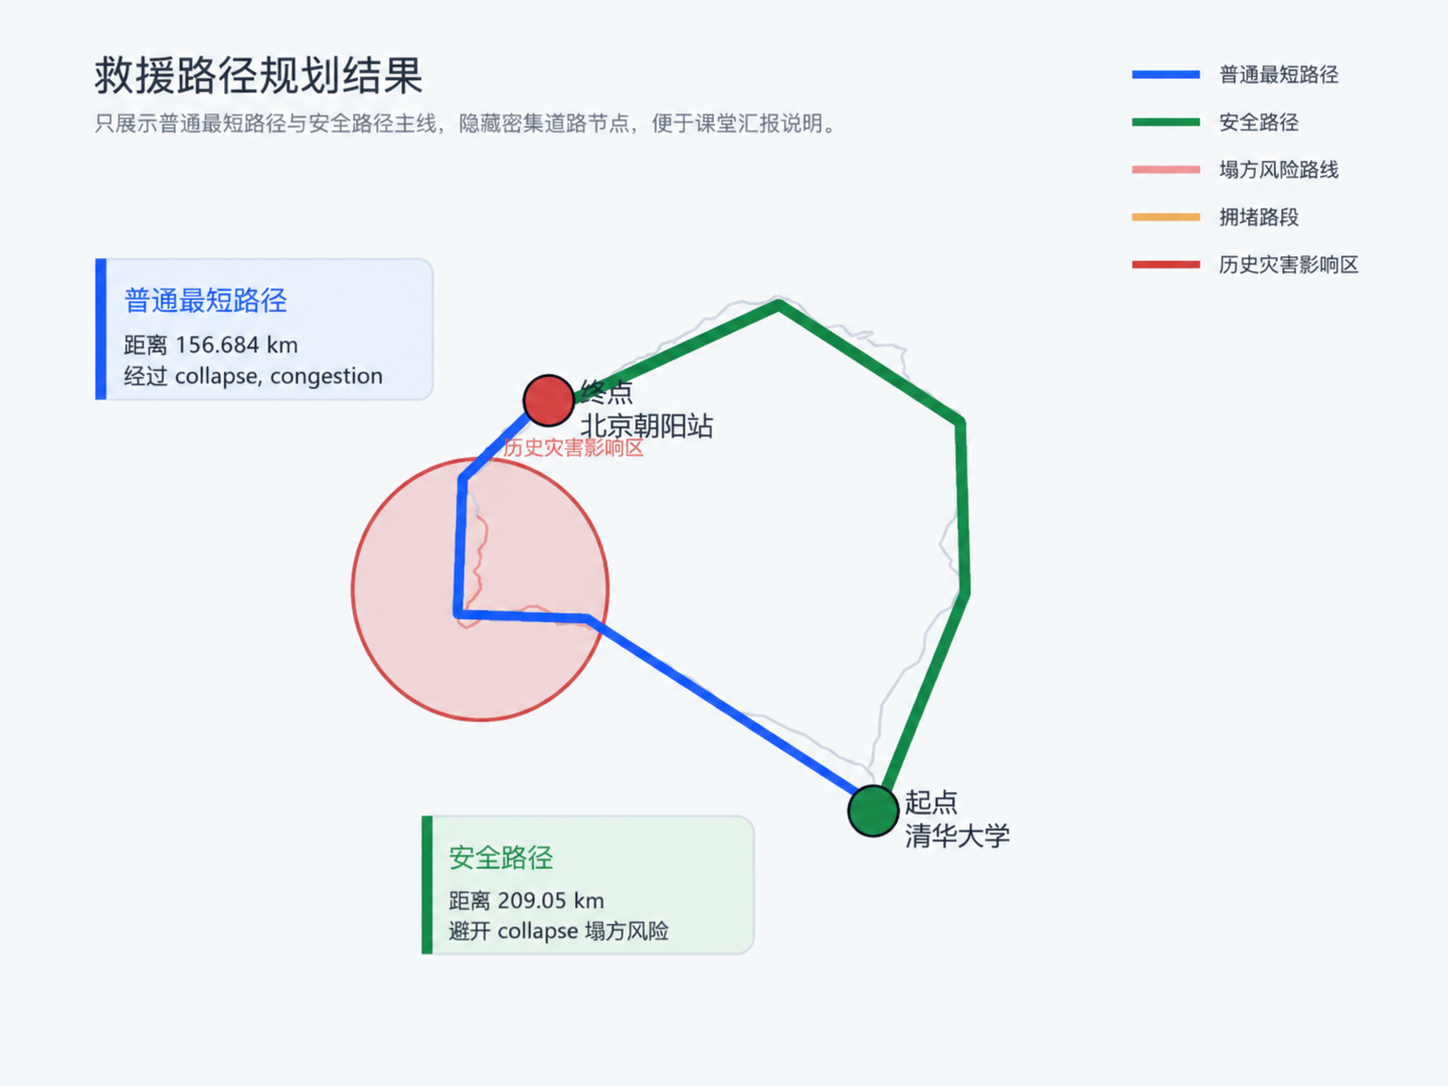 救援路径规划结果
只展示普通最短路径与安全路径主线，隐藏密集道路节点，便于课堂汇报说明。
普通最短路径
安全路径
塌方风险路线
拥堵路段
历史灾害影响区
普通最短路径
距离 156.684 km
经过 collapse, congestion
终点
北京朝阳站
历史灾害影响区
起点
清华大学
安全路径
距离 209.05 km
避开 collapse 塌方风险